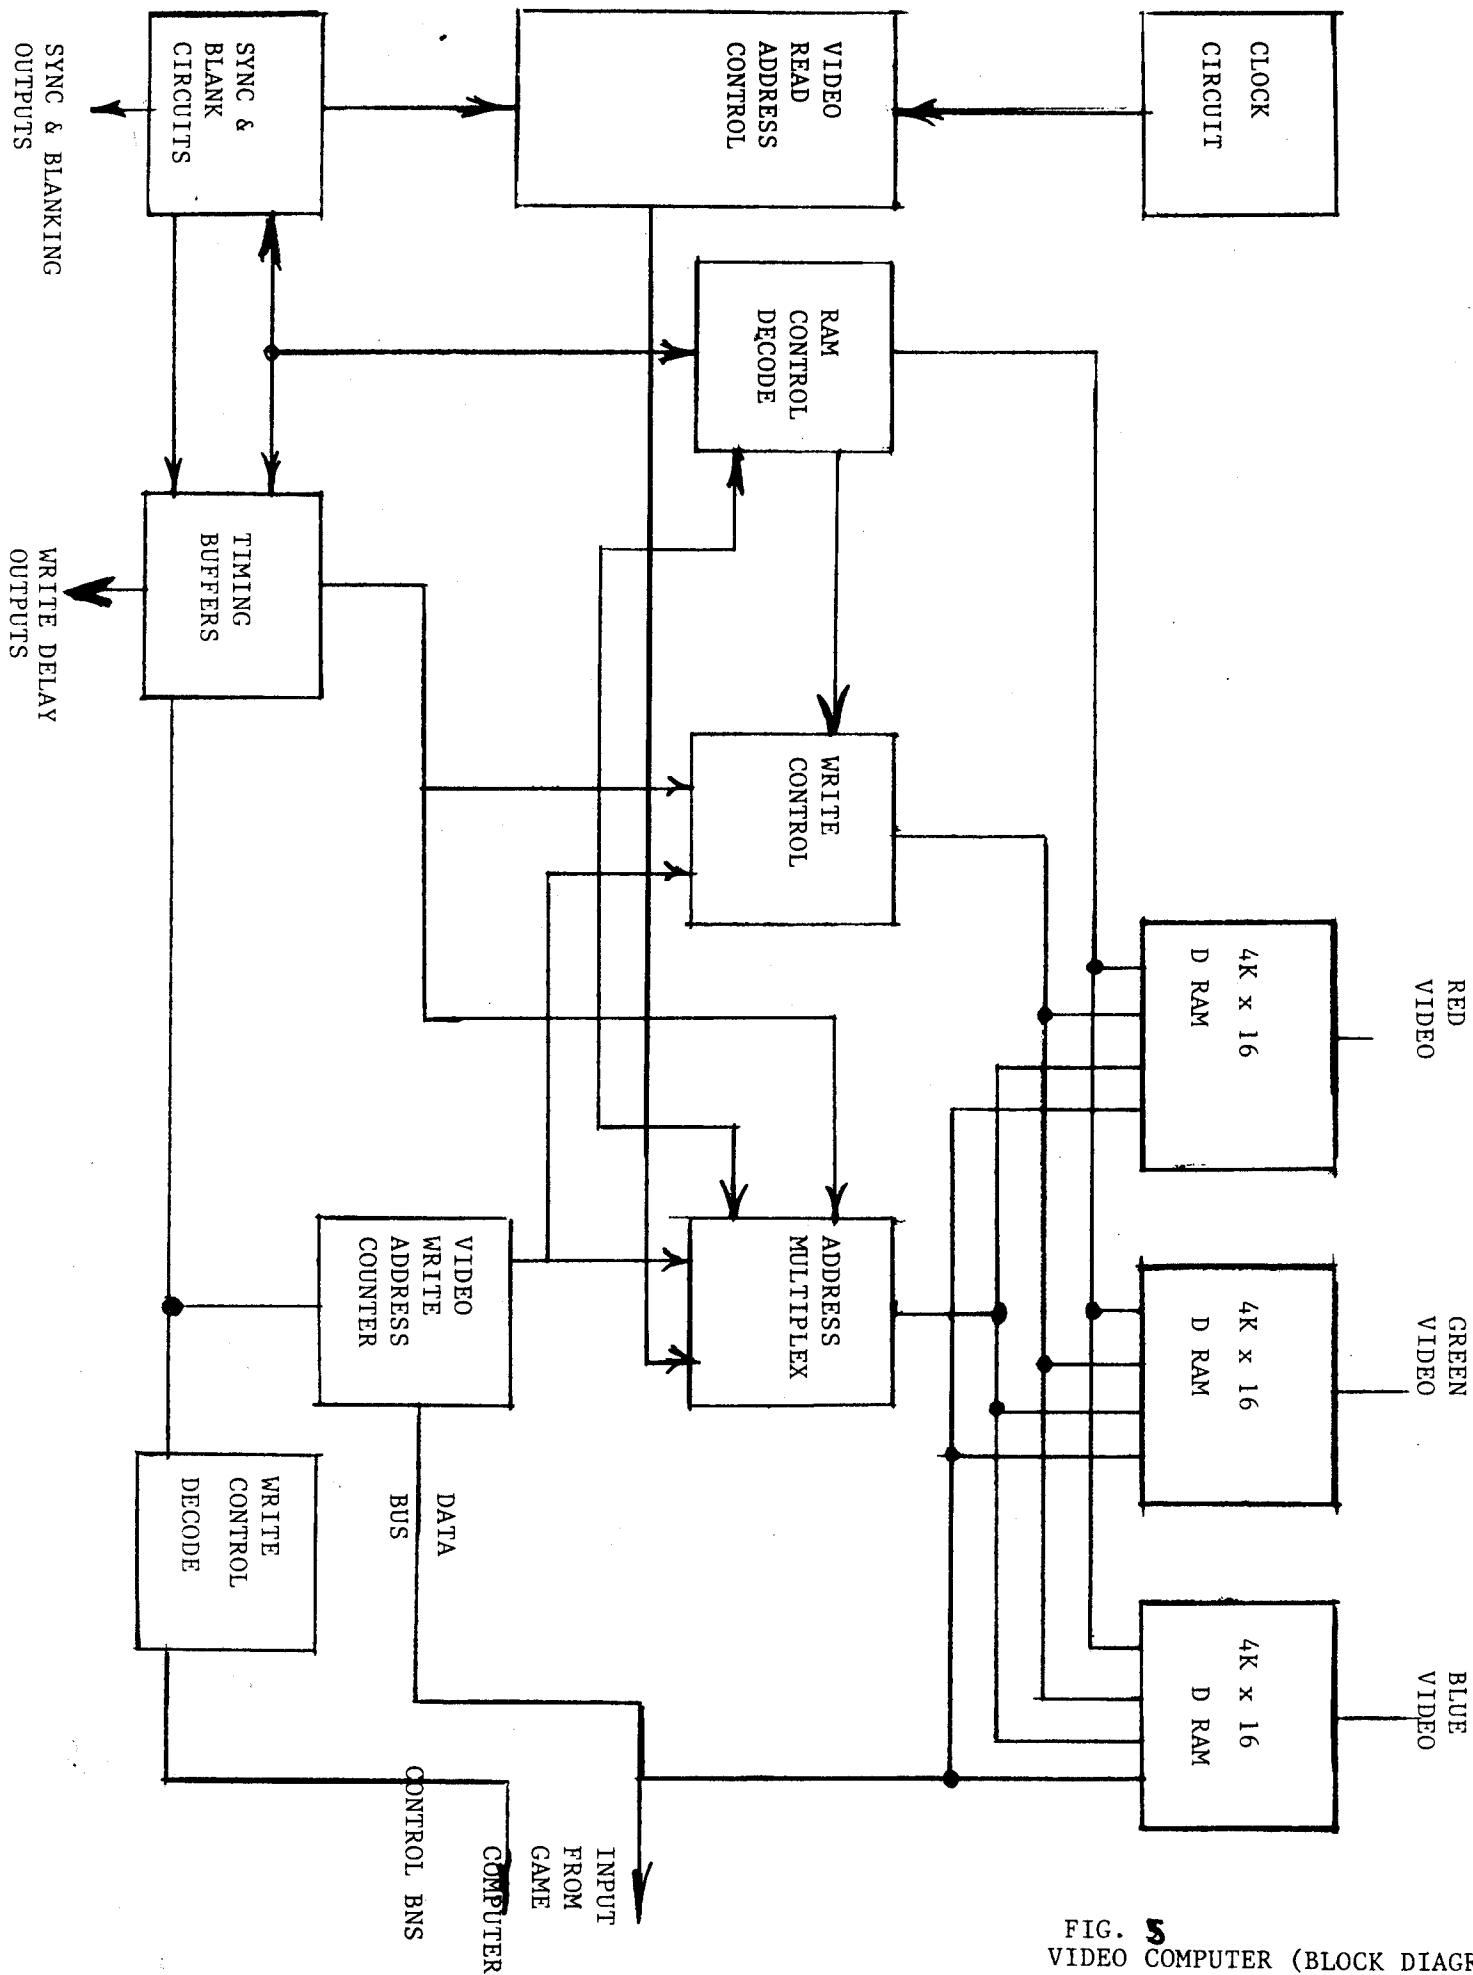 CLOCK
CIRCUIT
VIDEO
READ
ADDRESS
CONTROL
SYNC &
BLANK
CIRCUITS
SYNC & BLANKING
OUTPUTS
RAM
CONTROL
DECODE
TIMING
BUFFERS
WRITE DELAY
OUTPUTS
WRITE
CONTROL
RED
VIDEO
4K x 16
D RAM
GREEN
VIDEO
4K x 16
D RAM
BLUE
VIDEO
4K x 16
D RAM
ADDRESS
MULTIPLEX
VIDEO
WRITE
ADDRESS
COUNTER
WRITE
CONTROL
DECODE
DATA
BUS
INPUT
FROM
GAME
COMPUTER
CONTROL BNS
FIG. 5
VIDEO COMPUTER (BLOCK DIAGR